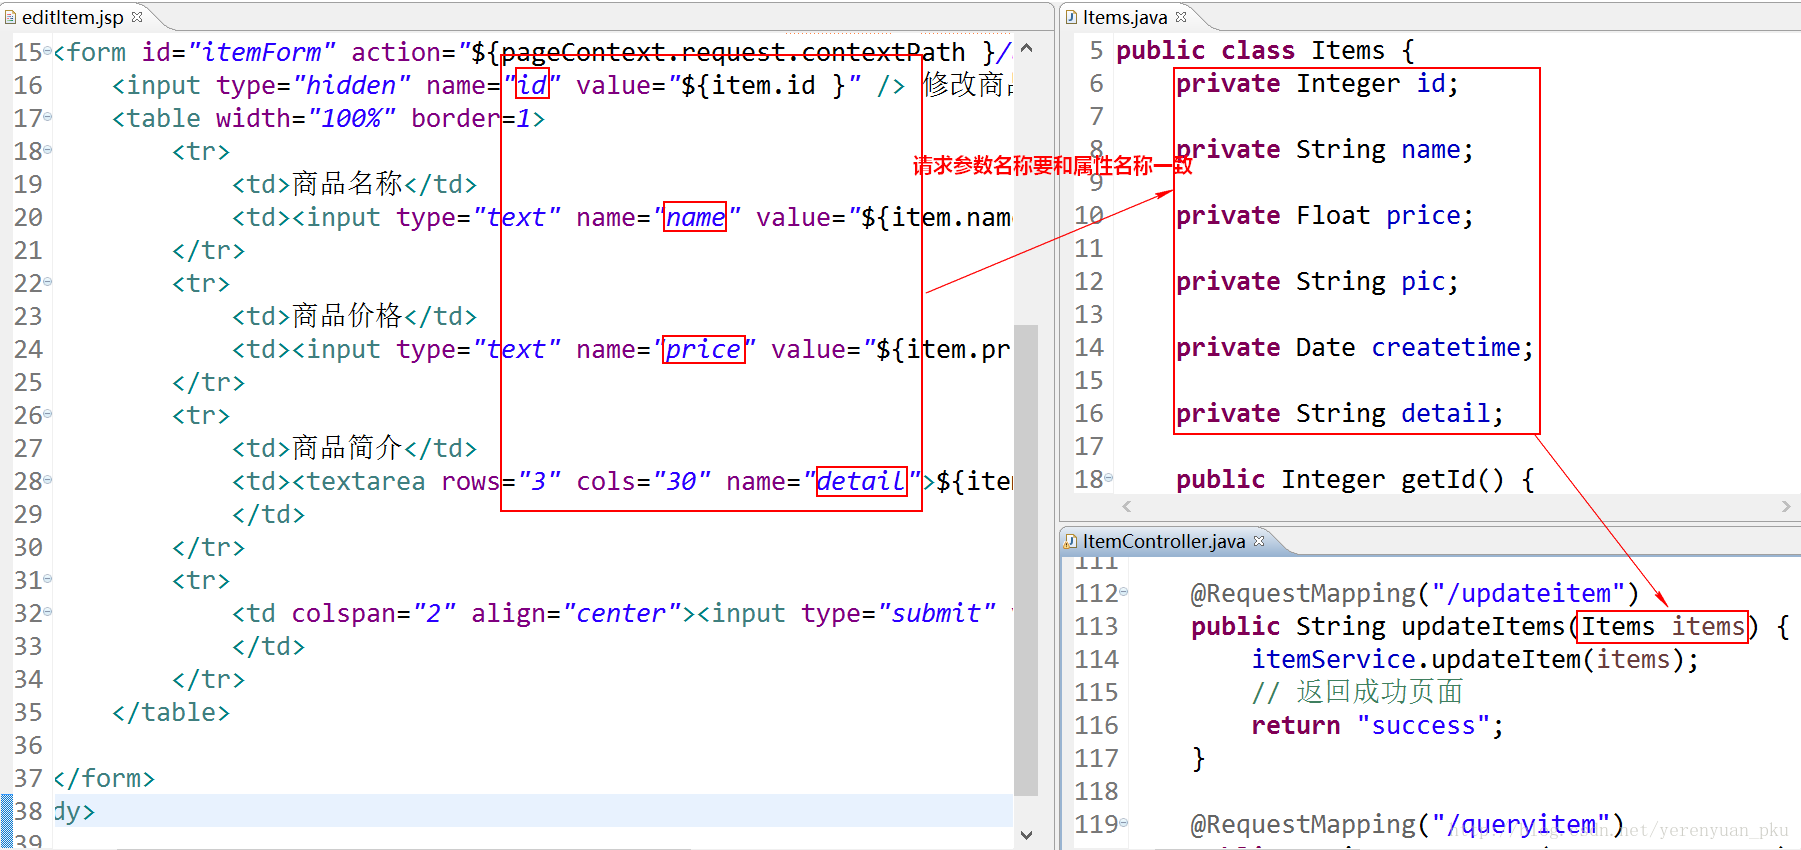 editItem.jsp
15 <form id="itemForm" action="${pageContext.request.contextPath }/
16 <input type="hidden" name="id" value="${item.id }" /> 修改商品
17 <table width="100%" border=1>
18 <tr>
19 <td>商品名称</td>
20 <td><input type="text" name="name" value="${item.name
21 </tr>
22 <tr>
23 <td>商品价格</td>
24 <td><input type="text" name="price" value="${item.pr
25 </tr>
26 <tr>
27 <td>商品简介</td>
28 <td><textarea rows="3" cols="30" name="detail">${item
29 </td>
30 </tr>
31 <tr>
32 <td colspan="2" align="center"><input type="submit"
33 </td>
34 </tr>
35 </table>
36
37 </form>
38 dy>
39
请求参数名称要和属性名称一致
Items.java
5 public class Items {
6 private Integer id;
7
8 private String name;
9
10 private Float price;
11
12 private String pic;
13
14 private Date createtime;
15
16 private String detail;
17
18 public Integer getId() {
ItemController.java
111
112 @RequestMapping("/updateitem")
113 public String updateItems(Items items) {
114 itemService.updateItem(items);
115 // 返回成功页面
116 return "success";
117 }
118
119 @RequestMapping("/queryitem")
http://blog.csdn.net/yerenyuan_pku